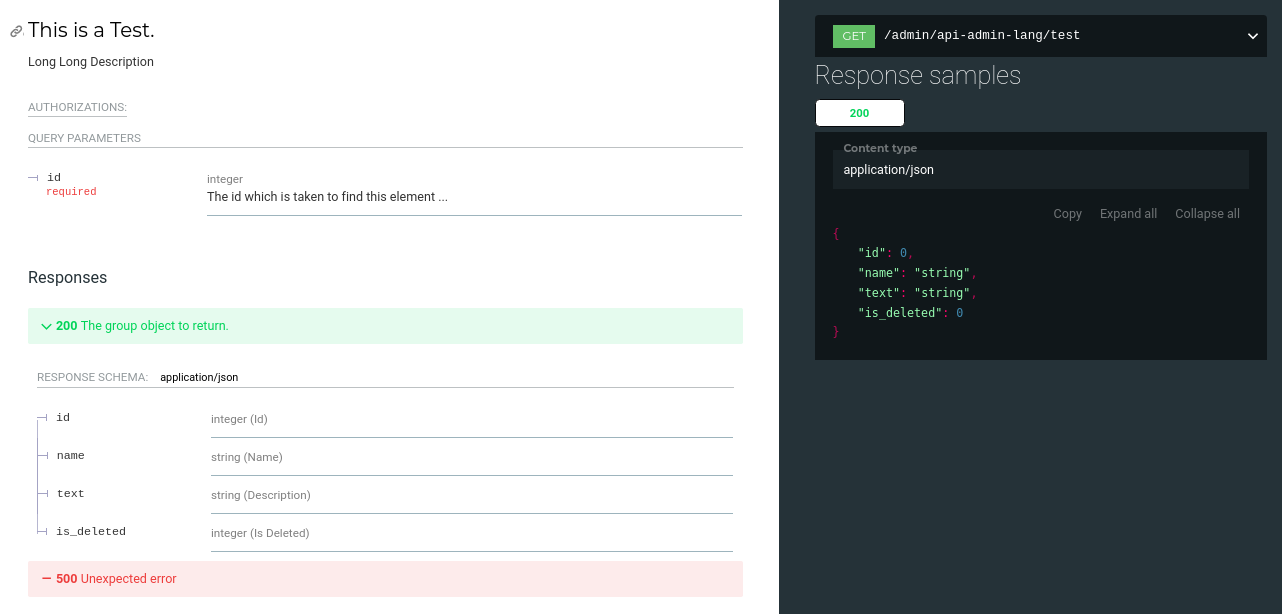 This is a Test.
Long Long Description
AUTHORIZATIONS:
QUERY PARAMETERS
id
required
integer
The id which is taken to find this element ...
Responses
200 The group object to return.
RESPONSE SCHEMA: application/json
id
integer (Id)
name
string (Name)
text
string (Description)
is_deleted
integer (Is Deleted)
500 Unexpected error
GET /admin/api-admin-lang/test
Response samples
200
Content type
application/json
Copy Expand all Collapse all
{
"id": 0,
"name": "string",
"text": "string",
"is_deleted": 0
}